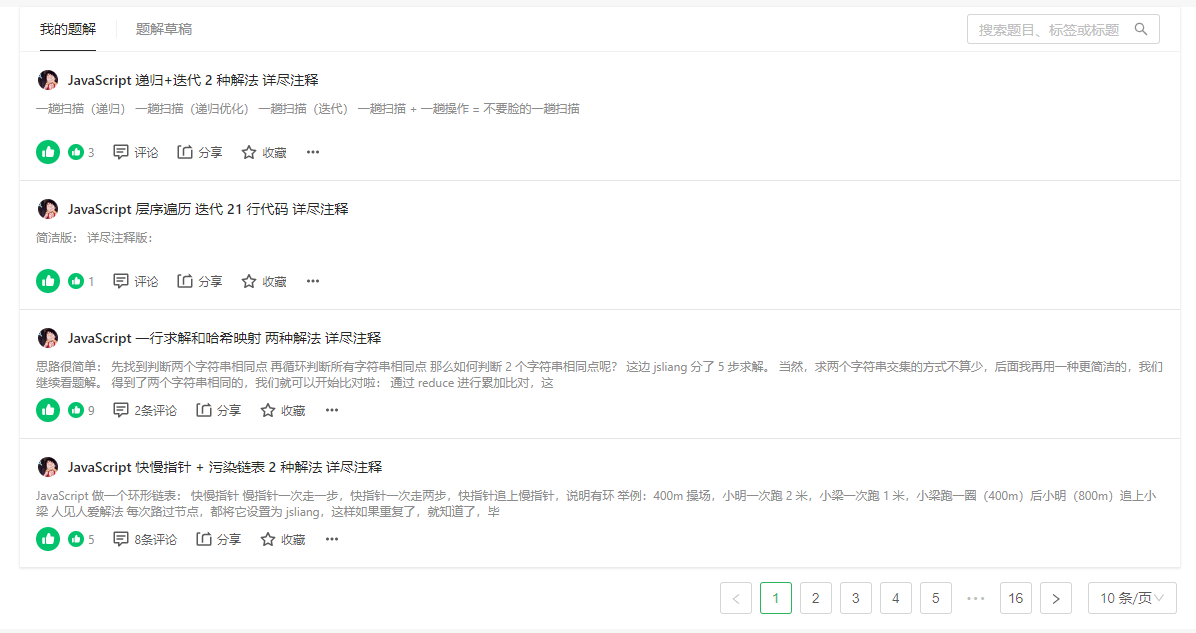 我的题解 题解草稿 搜索题目、标签或标题
JavaScript 递归+迭代 2 种解法 详尽注释
一趟扫描（递归） 一趟扫描（递归优化） 一趟扫描（迭代） 一趟扫描 + 一趟操作 = 不要脸的一趟扫描
3 评论 分享 收藏 ···
JavaScript 层序遍历 迭代 21 行代码 详尽注释
简洁版： 详尽注释版：
1 评论 分享 收藏 ···
JavaScript 一行求解和哈希映射 两种解法 详尽注释
思路很简单： 先找到判断两个字符串相同点 再循环判断所有字符串相同点 那么如何判断 2 个字符串相同点呢？ 这边 jsliang 分了 5 步求解。 当然，求两个字符串交集的方式不算少，后面我再用一种更简洁的，我们
继续看题解。 得到了两个字符串相同的，我们就可以开始比对啦： 通过 reduce 进行累加比对，这
9 2条评论 分享 收藏 ···
JavaScript 快慢指针 + 污染链表 2 种解法 详尽注释
JavaScript 做一个环形链表： 快慢指针 慢指针一次走一步，快指针一次走两步，快指针追上慢指针，说明有环 举例：400m 操场，小明一次跑 2 米，小梁一次跑 1 米，小梁跑一圈（400m）后小明（800m）追上小
梁 人见人爱解法 每次路过节点，都将它设置为 jsliang，这样如果重复了，就知道了，毕
5 8条评论 分享 收藏 ···
< 1 2 3 4 5 ··· 16 > 10 条/页